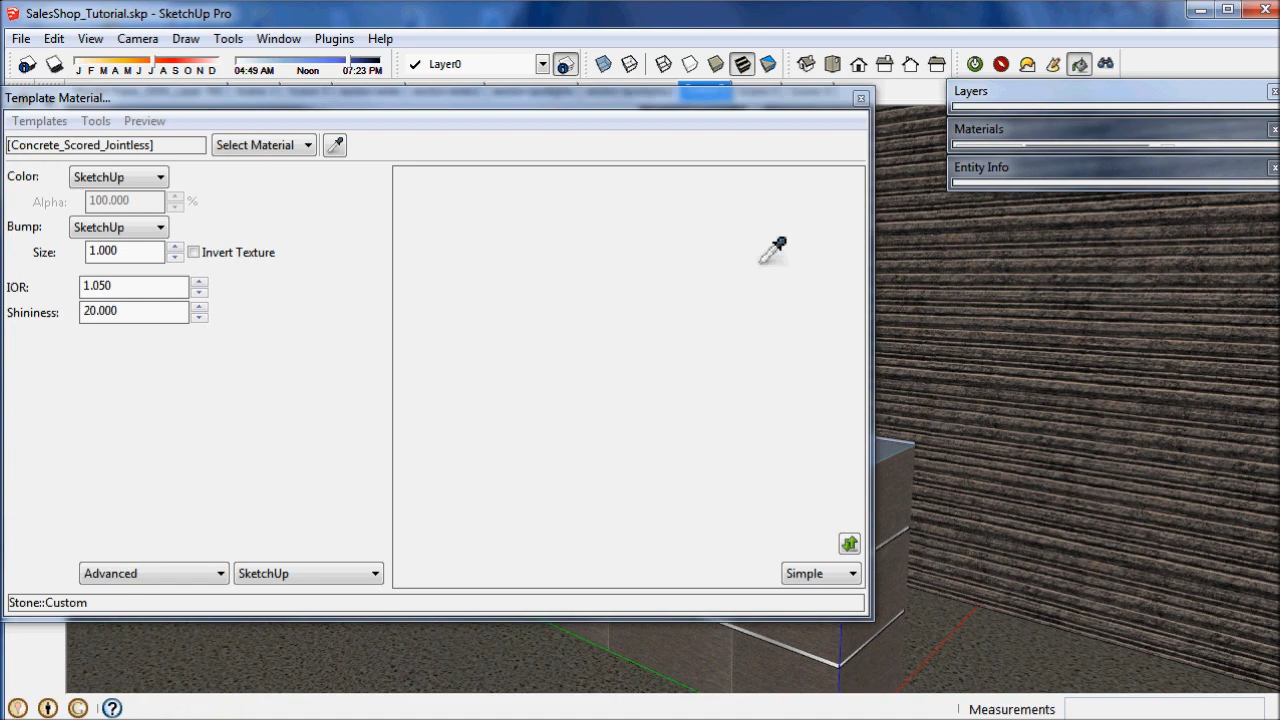 SalesShop_Tutorial.skp - SketchUp Pro
File Edit View Camera Draw Tools Window Plugins Help
J F M A M J J A S O N D 04:49 AM Noon 07:23 PM Layer0
Template Material...
Layers
Templates Tools Preview
Materials
[Concrete_Scored_Jointless] Select Material
Entity Info
Color: SketchUp
Alpha: 100.000 %
Bump: SketchUp
Size: 1.000 Invert Texture
IOR: 1.050
Shininess: 20.000
Advanced SketchUp Simple
Stone::Custom
Measurements